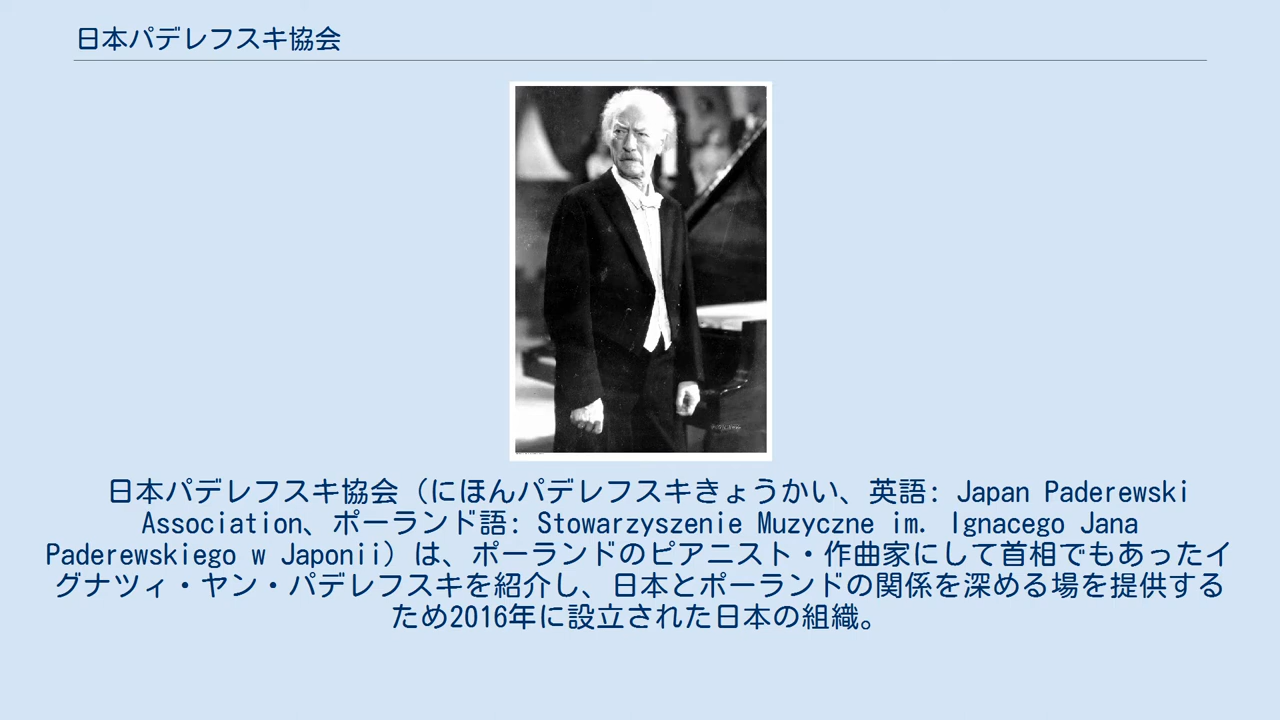 日本パデレフスキ協会
日本パデレフスキ協会（にほんパデレフスキきょうかい、英語: Japan Paderewski
Association、ポーランド語: Stowarzyszenie Muzyczne im. Ignacego Jana
Paderewskiego w Japonii）は、ポーランドのピアニスト・作曲家にして首相でもあったイ
グナツィ・ヤン・パデレフスキを紹介し、日本とポーランドの関係を深める場を提供する
ため2016年に設立された日本の組織。